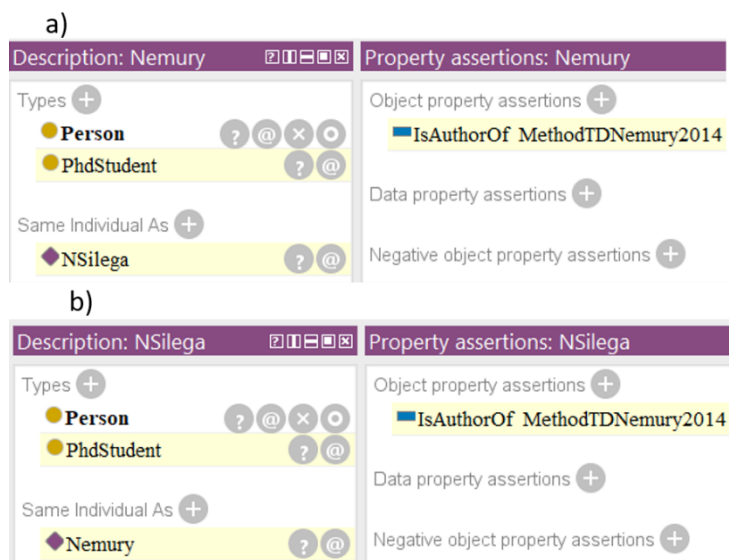 a)
Description: Nemury
Property assertions: Nemury
Types
Object property assertions
Person
IsAuthorOf MethodTDNemury2014
PhdStudent
Data property assertions
Same Individual As
NSilega
Negative object property assertions
b)
Description: NSilega
Property assertions: NSilega
Types
Object property assertions
Person
IsAuthorOf MethodTDNemury2014
PhdStudent
Data property assertions
Same Individual As
Nemury
Negative object property assertions